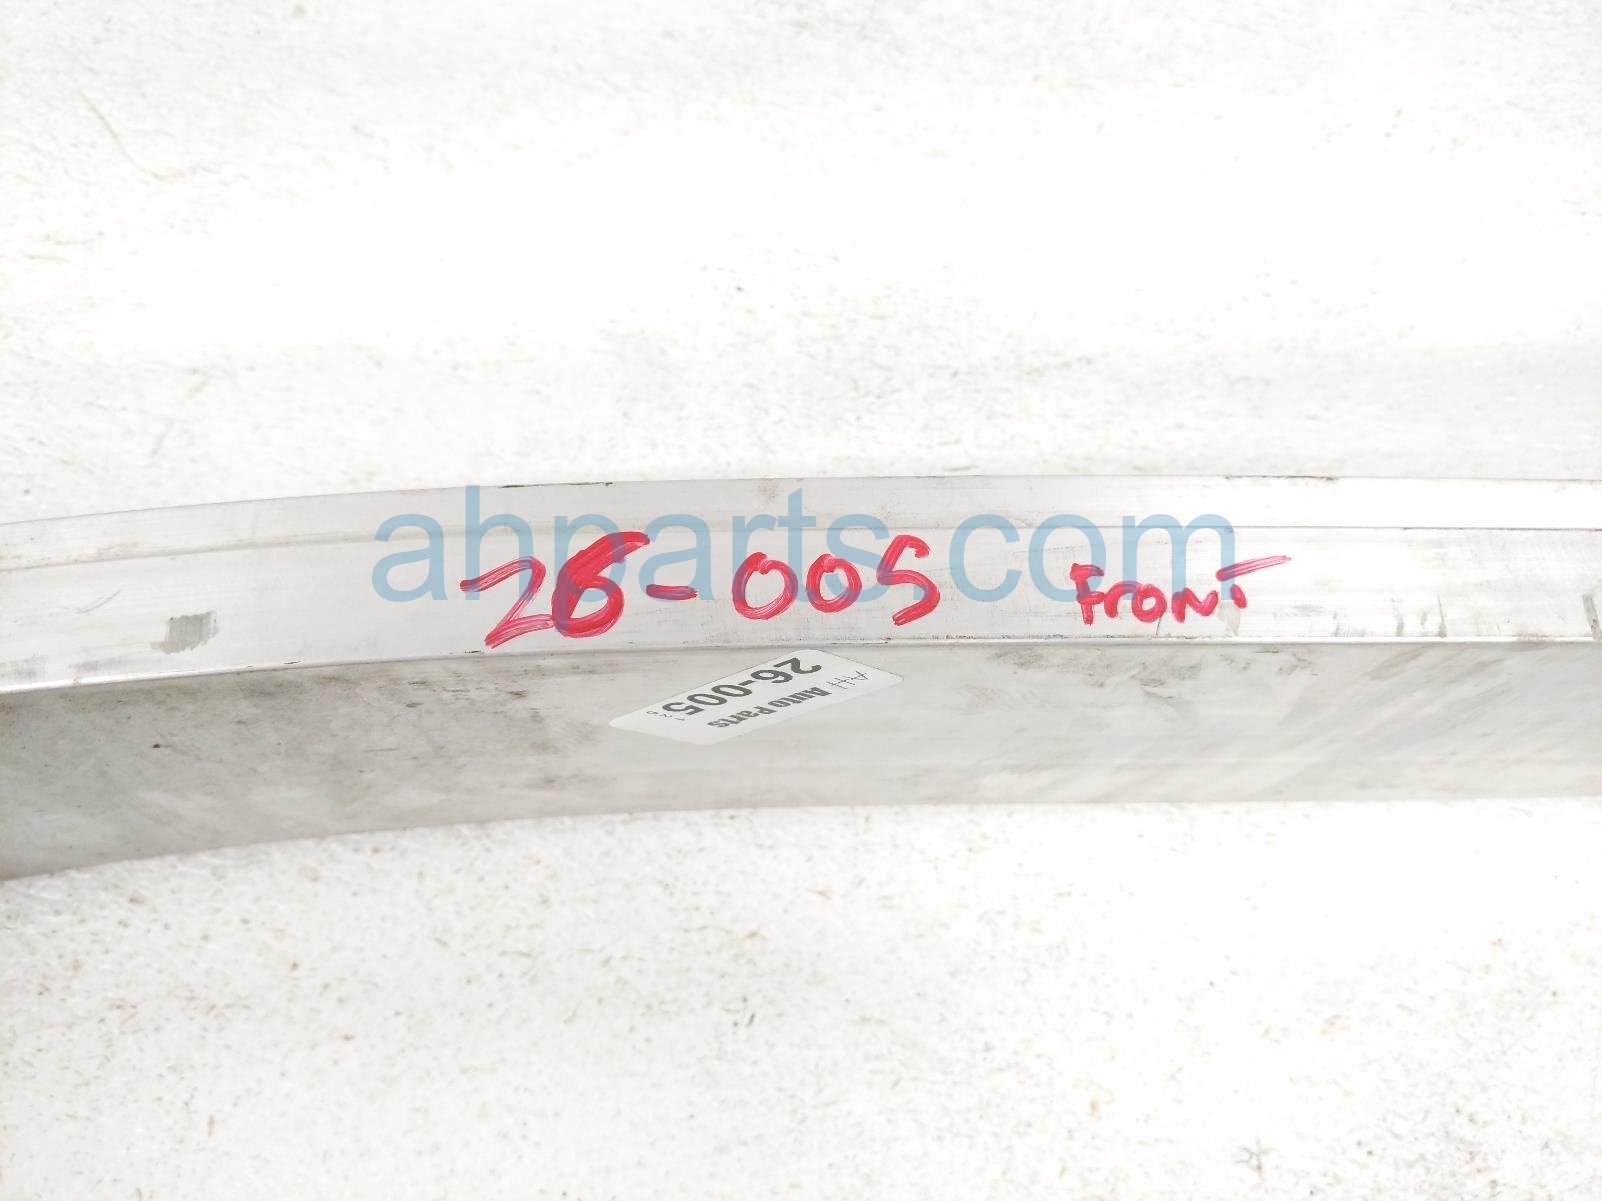 ahparts.com
26-005 Front
AH Auto Parts
26-005